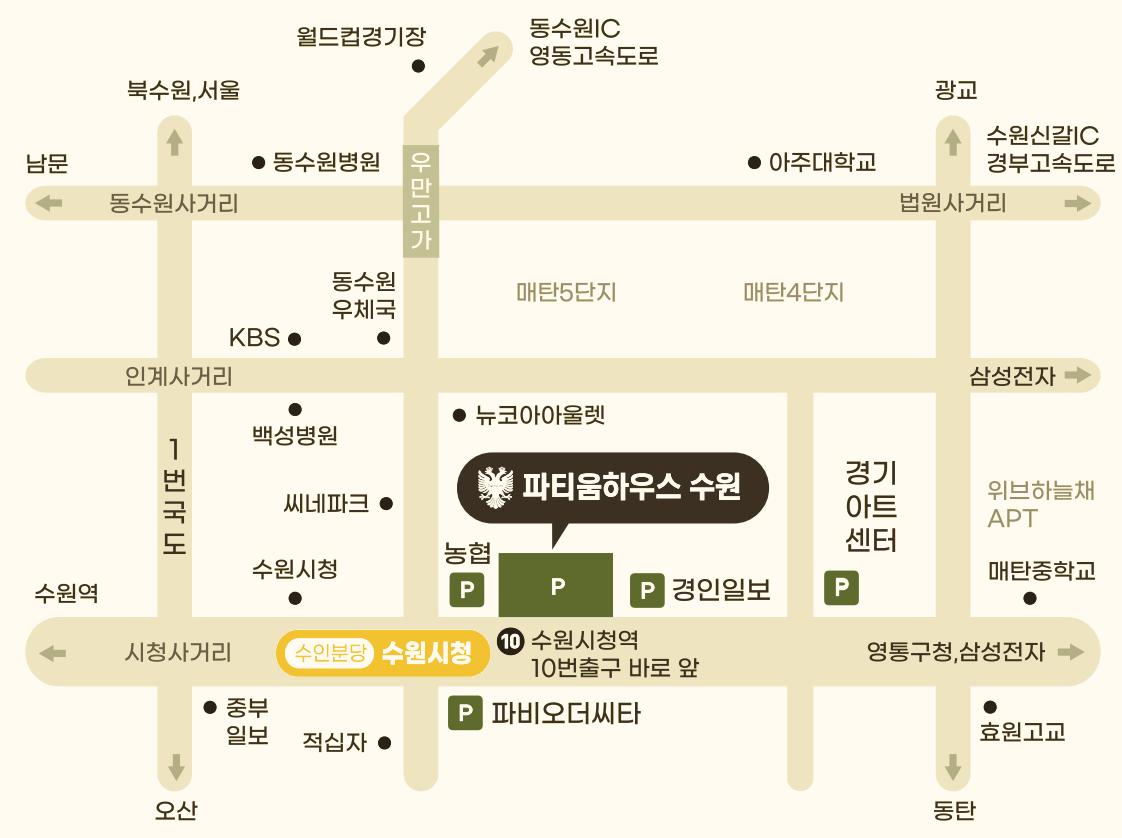 월드컵경기장
동수원IC
영동고속도로
북수원,서울
광교
수원신갈IC
경부고속도로
남문
동수원병원
우만고가
아주대학교
동수원사거리
법원사거리
동수원
우체국
매탄5단지
매탄4단지
KBS
인계사거리
삼성전자
뉴코아아울렛
백성병원
1번국도
파티움하우스 수원
경기
아트
센터
위브하늘채
APT
씨네파크
농협
P
P
P
경인일보
P
수원시청
매탄중학교
수원역
시청사거리
수인분당
수원시청
10
수원시청역
10번출구 바로 앞
영통구청,삼성전자
중부
일보
P
파비오더씨타
적십자
효원고교
오산
동탄